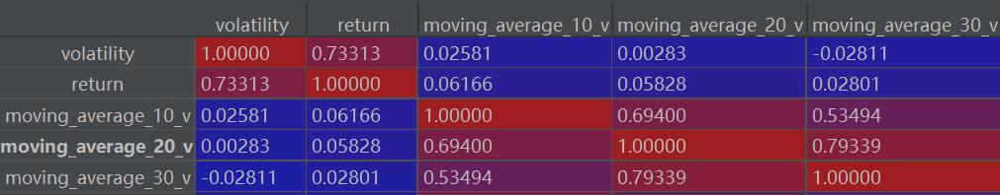 volatility return moving_average_10_v moving_average_20_v moving_average_30_v
volatility 1.00000 0.73313 0.02581 0.00283 -0.02811
return 0.73313 1.00000 0.06166 0.05828 0.02801
moving_average_10_v 0.02581 0.06166 1.00000 0.69400 0.53494
moving_average_20_v 0.00283 0.05828 0.69400 1.00000 0.79339
moving_average_30_v -0.02811 0.02801 0.53494 0.79339 1.00000